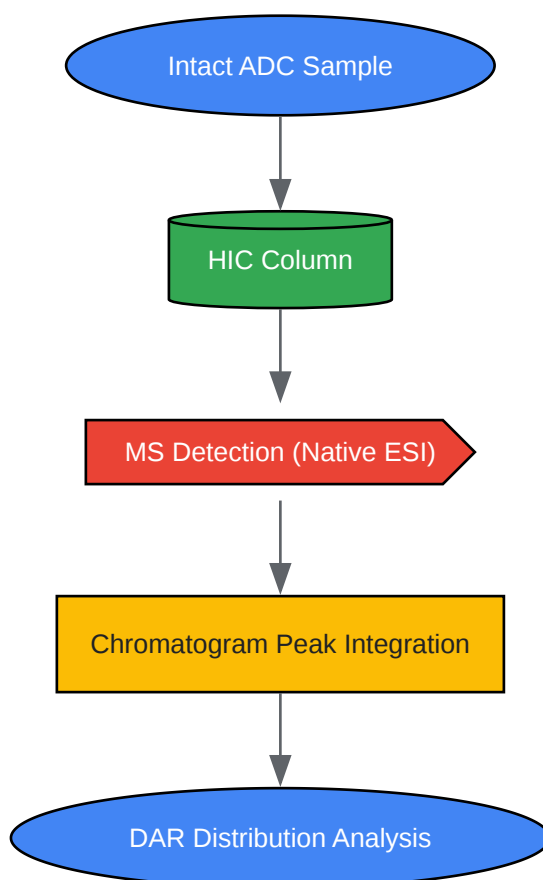 Intact ADC Sample
HIC Column
MS Detection (Native ESI)
Chromatogram Peak Integration
DAR Distribution Analysis